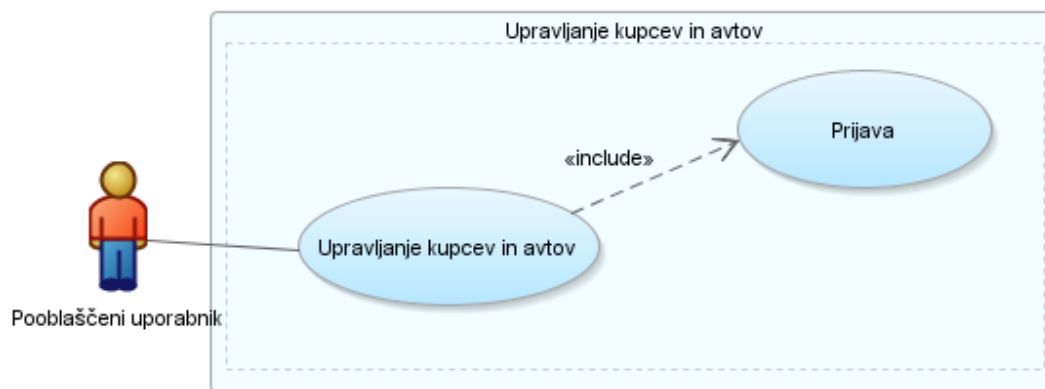 Upravljanje kupcev in avtov
Prijava
«include»
Upravljanje kupcev in avtov
Pooblaščeni uporabnik